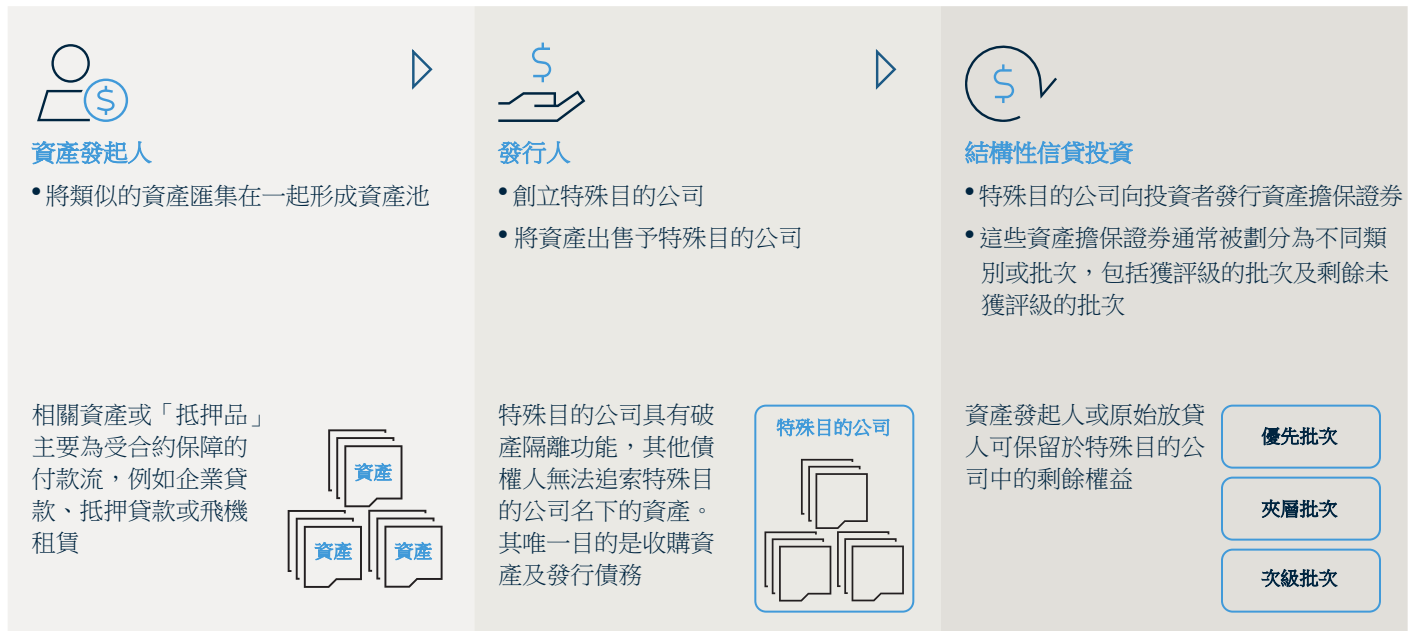 資產發起人
• 將類似的資產匯集在一起形成資產池
相關資產或「抵押品」
主要為受合約保障的
付款流，例如企業貸
款、抵押貸款或飛機
租賃
資產
資產
資產
發行人
• 創立特殊目的公司
• 將資產出售予特殊目的公司
特殊目的公司具有破
產隔離功能，其他債
權人無法追索特殊目
的公司名下的資產。
其唯一目的是收購資
產及發行債務
特殊目的公司
結構性信貸投資
• 特殊目的公司向投資者發行資產擔保證券
• 這些資產擔保證券通常被劃分為不同類
別或批次，包括獲評級的批次及剩餘未
獲評級的批次
資產發起人或原始放貸
人可保留於特殊目的公
司中的剩餘權益
優先批次
夾層批次
次級批次